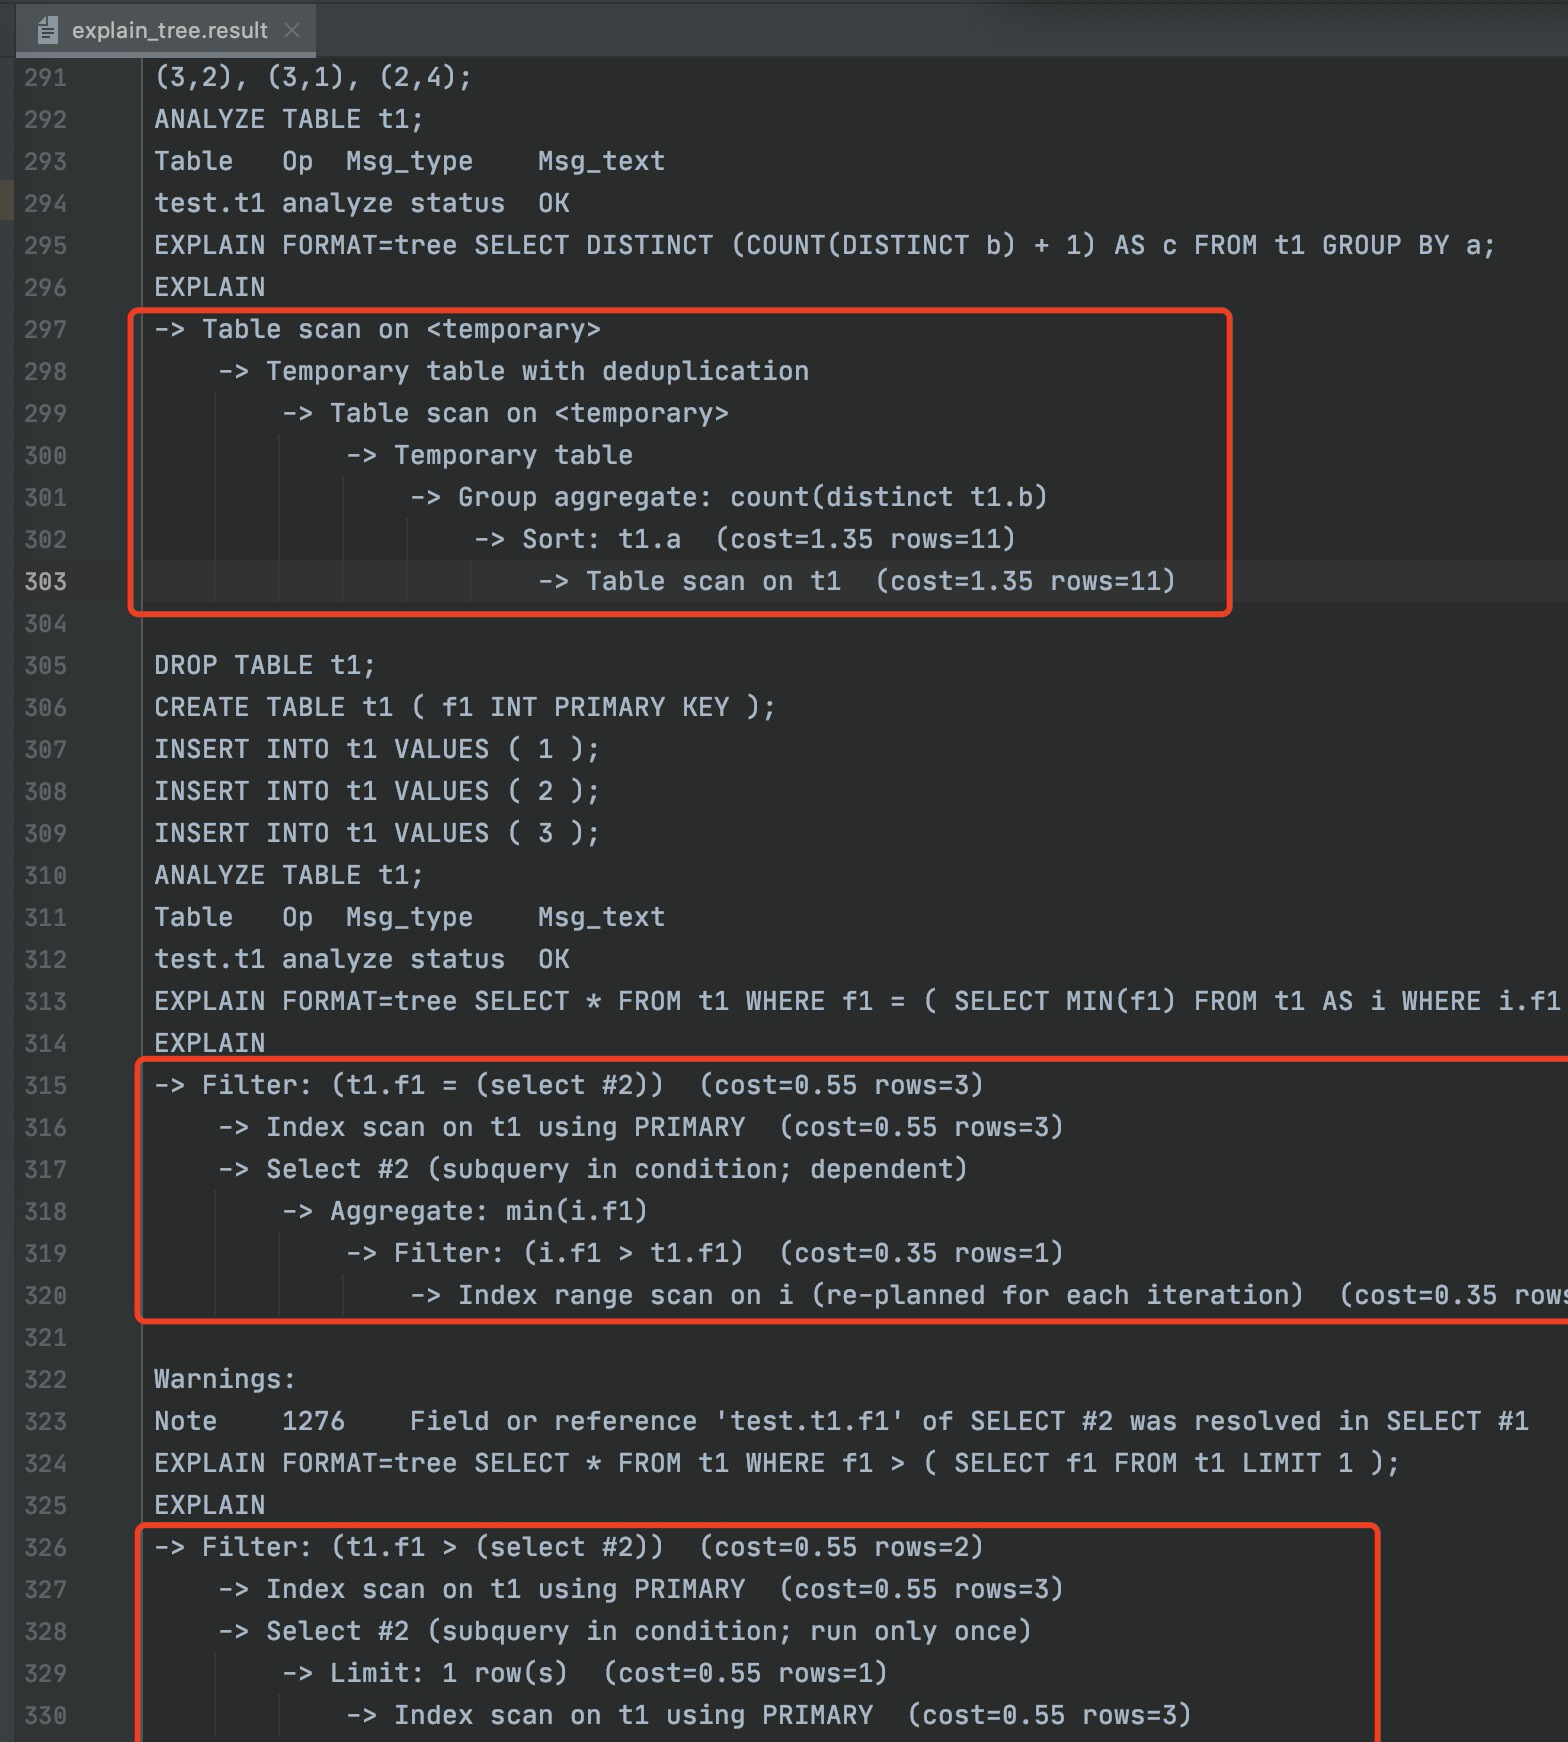 explain_tree.result
291 (3,2), (3,1), (2,4);
292 ANALYZE TABLE t1;
293 Table   Op  Msg_type    Msg_text
294 test.t1 analyze status  OK
295 EXPLAIN FORMAT=tree SELECT DISTINCT (COUNT(DISTINCT b) + 1) AS c FROM t1 GROUP BY a;
296 EXPLAIN
297 -> Table scan on <temporary>
298     -> Temporary table with deduplication
299         -> Table scan on <temporary>
300             -> Temporary table
301                 -> Group aggregate: count(distinct t1.b)
302                     -> Sort: t1.a  (cost=1.35 rows=11)
303                         -> Table scan on t1  (cost=1.35 rows=11)
304
305 DROP TABLE t1;
306 CREATE TABLE t1 ( f1 INT PRIMARY KEY );
307 INSERT INTO t1 VALUES ( 1 );
308 INSERT INTO t1 VALUES ( 2 );
309 INSERT INTO t1 VALUES ( 3 );
310 ANALYZE TABLE t1;
311 Table   Op  Msg_type    Msg_text
312 test.t1 analyze status  OK
313 EXPLAIN FORMAT=tree SELECT * FROM t1 WHERE f1 = ( SELECT MIN(f1) FROM t1 AS i WHERE i.f1
314 EXPLAIN
315 -> Filter: (t1.f1 = (select #2))  (cost=0.55 rows=3)
316     -> Index scan on t1 using PRIMARY  (cost=0.55 rows=3)
317     -> Select #2 (subquery in condition; dependent)
318         -> Aggregate: min(i.f1)
319             -> Filter: (i.f1 > t1.f1)  (cost=0.35 rows=1)
320                 -> Index range scan on i (re-planned for each iteration)  (cost=0.35 rows
321
322 Warnings:
323 Note    1276    Field or reference 'test.t1.f1' of SELECT #2 was resolved in SELECT #1
324 EXPLAIN FORMAT=tree SELECT * FROM t1 WHERE f1 > ( SELECT f1 FROM t1 LIMIT 1 );
325 EXPLAIN
326 -> Filter: (t1.f1 > (select #2))  (cost=0.55 rows=2)
327     -> Index scan on t1 using PRIMARY  (cost=0.55 rows=3)
328     -> Select #2 (subquery in condition; run only once)
329         -> Limit: 1 row(s)  (cost=0.55 rows=1)
330             -> Index scan on t1 using PRIMARY  (cost=0.55 rows=3)